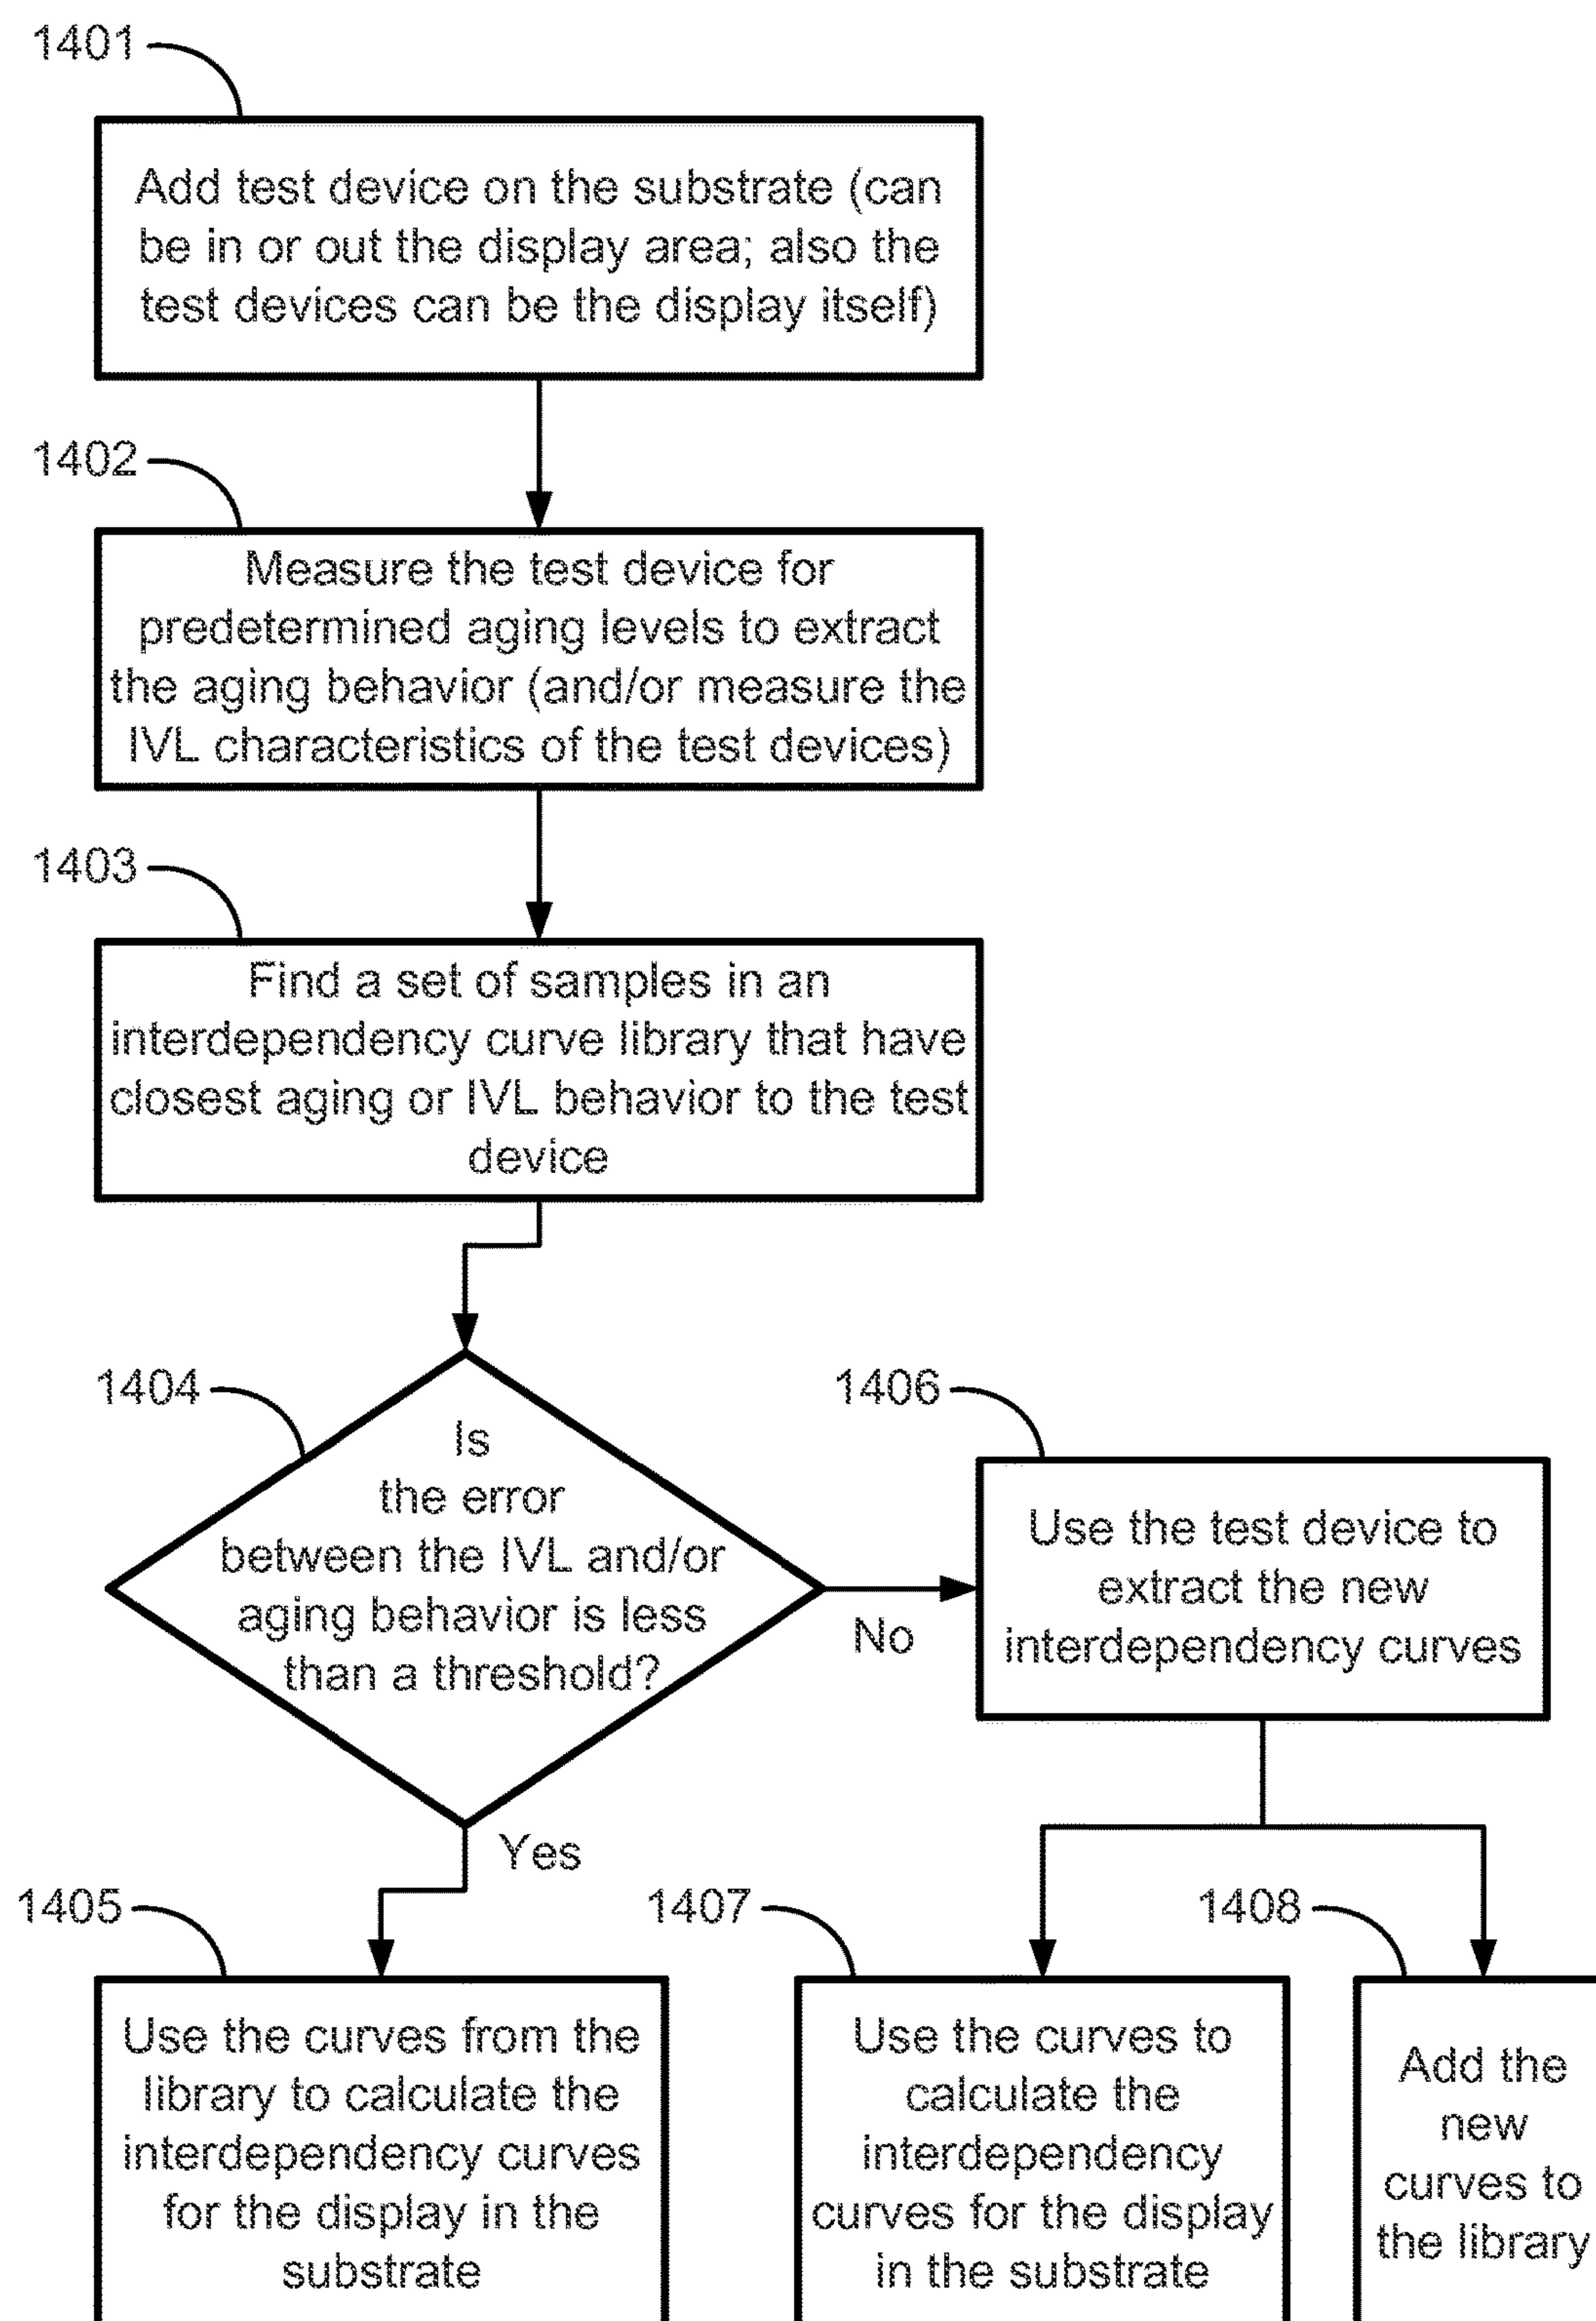 1401
Add test device on the substrate (can
be in or out the display area; also the
test devices can be the display itself)
1402
Measure the test device for
predetermined aging levels to extract
the aging behavior (and/or measure the
IVL characteristics of the test devices)
1403
Find a set of samples in an
interdependency curve library that have
closest aging or IVL behavior to the test
device
1404
Is
the error
between the IVL and/or
aging behavior is less
than a threshold?
No
Yes
1406
Use the test device to
extract the new
interdependency curves
1405
Use the curves from the
library to calculate the
interdependency curves
for the display in the
substrate
1407
Use the curves to
calculate the
interdependency
curves for the display
in the substrate
1408
Add the
new
curves to
the library